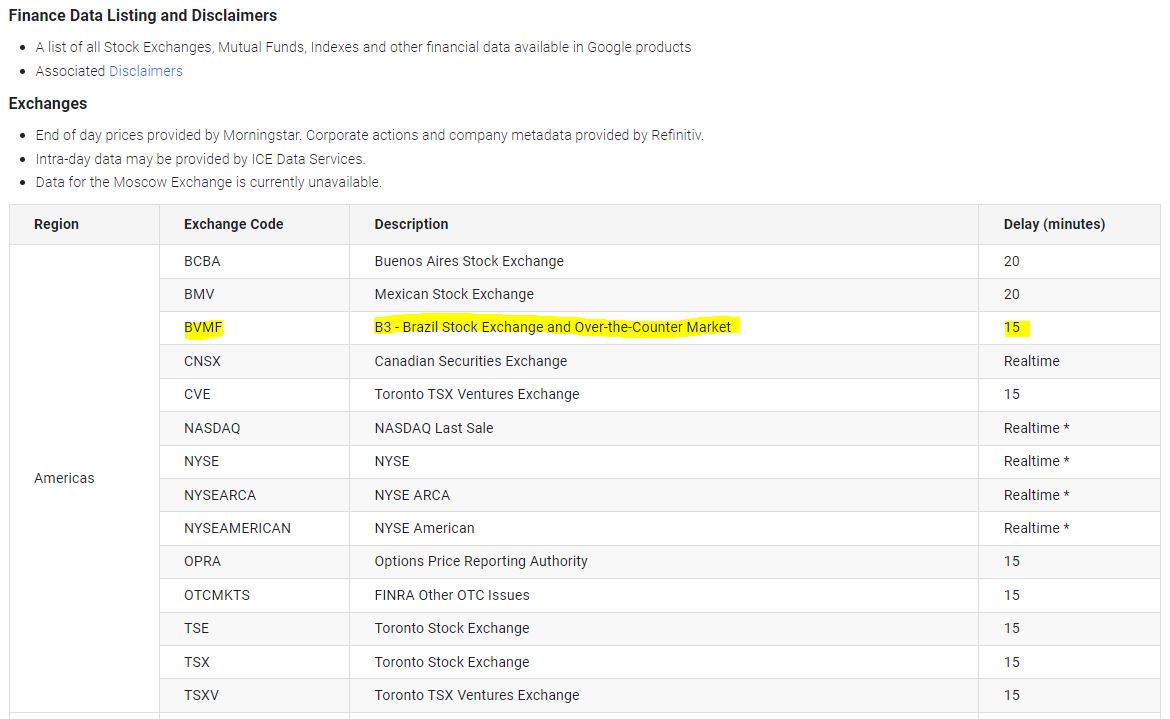 Finance Data Listing and Disclaimers
A list of all Stock Exchanges, Mutual Funds, Indexes and other financial data available in Google products
Associated Disclaimers
Exchanges
End of day prices provided by Morningstar. Corporate actions and company metadata provided by Refinitiv.
Intra-day data may be provided by ICE Data Services.
Data for the Moscow Exchange is currently unavailable.
Region Exchange Code Description Delay (minutes)
BCBA Buenos Aires Stock Exchange 20
BMV Mexican Stock Exchange 20
BVMF B3 - Brazil Stock Exchange and Over-the-Counter Market 15
CNSX Canadian Securities Exchange Realtime
CVE Toronto TSX Ventures Exchange 15
NASDAQ NASDAQ Last Sale Realtime *
NYSE NYSE Realtime *
Americas
NYSEARCA NYSE ARCA Realtime *
NYSEAMERICAN NYSE American Realtime *
OPRA Options Price Reporting Authority 15
OTCMKTS FINRA Other OTC Issues 15
TSE Toronto Stock Exchange 15
TSX Toronto Stock Exchange 15
TSXV Toronto TSX Ventures Exchange 15